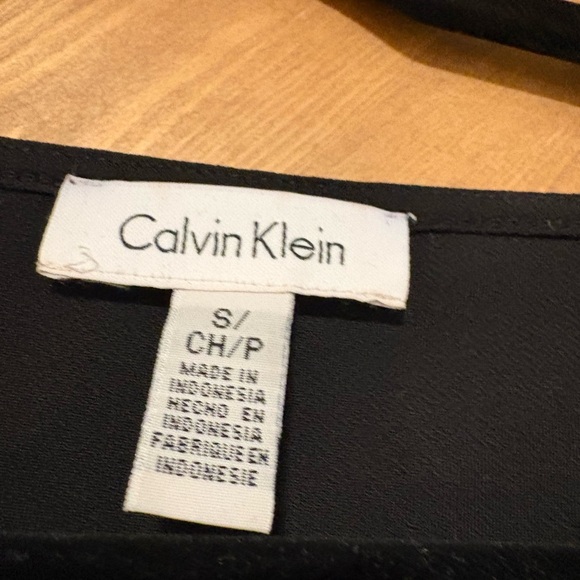 Calvin Klein
S/
CH/P
MADE IN
INDONESIA
HECHO EN
INDONESIA
FABRIQUE EN
INDONESIE